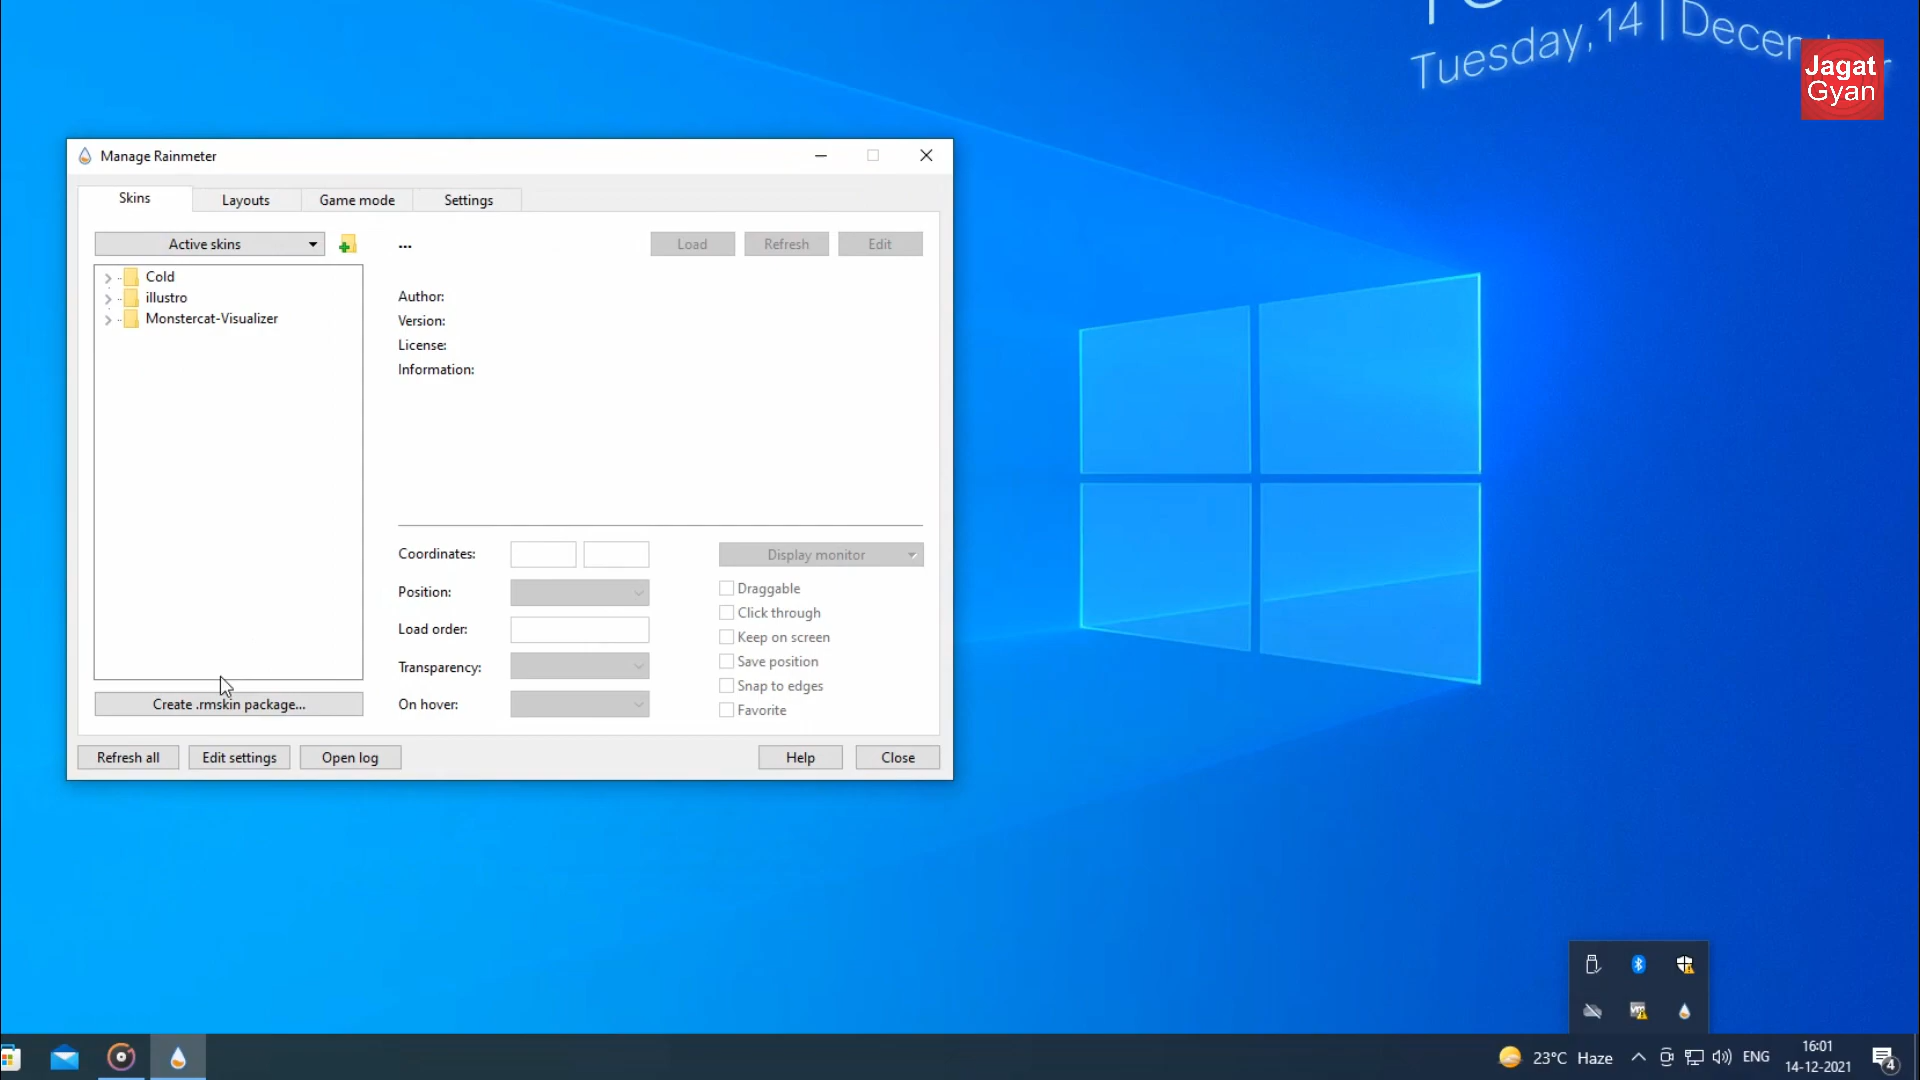 Tuesday, 14 | December
Jagat
Gyan
Manage Rainmeter
Skins
Layouts
Game mode
Settings
Active skins
...
Load
Refresh
Edit
Cold
illustro
Monstercat-Visualizer
Author:
Version:
License:
Information:
Coordinates:
Display monitor
Position:
Draggable
Click through
Load order:
Keep on screen
Transparency:
Save position
Snap to edges
On hover:
Favorite
Create .rmskin package...
Refresh all
Edit settings
Open log
Help
Close
23°C Haze
ENG
16:01
14-12-2021
4